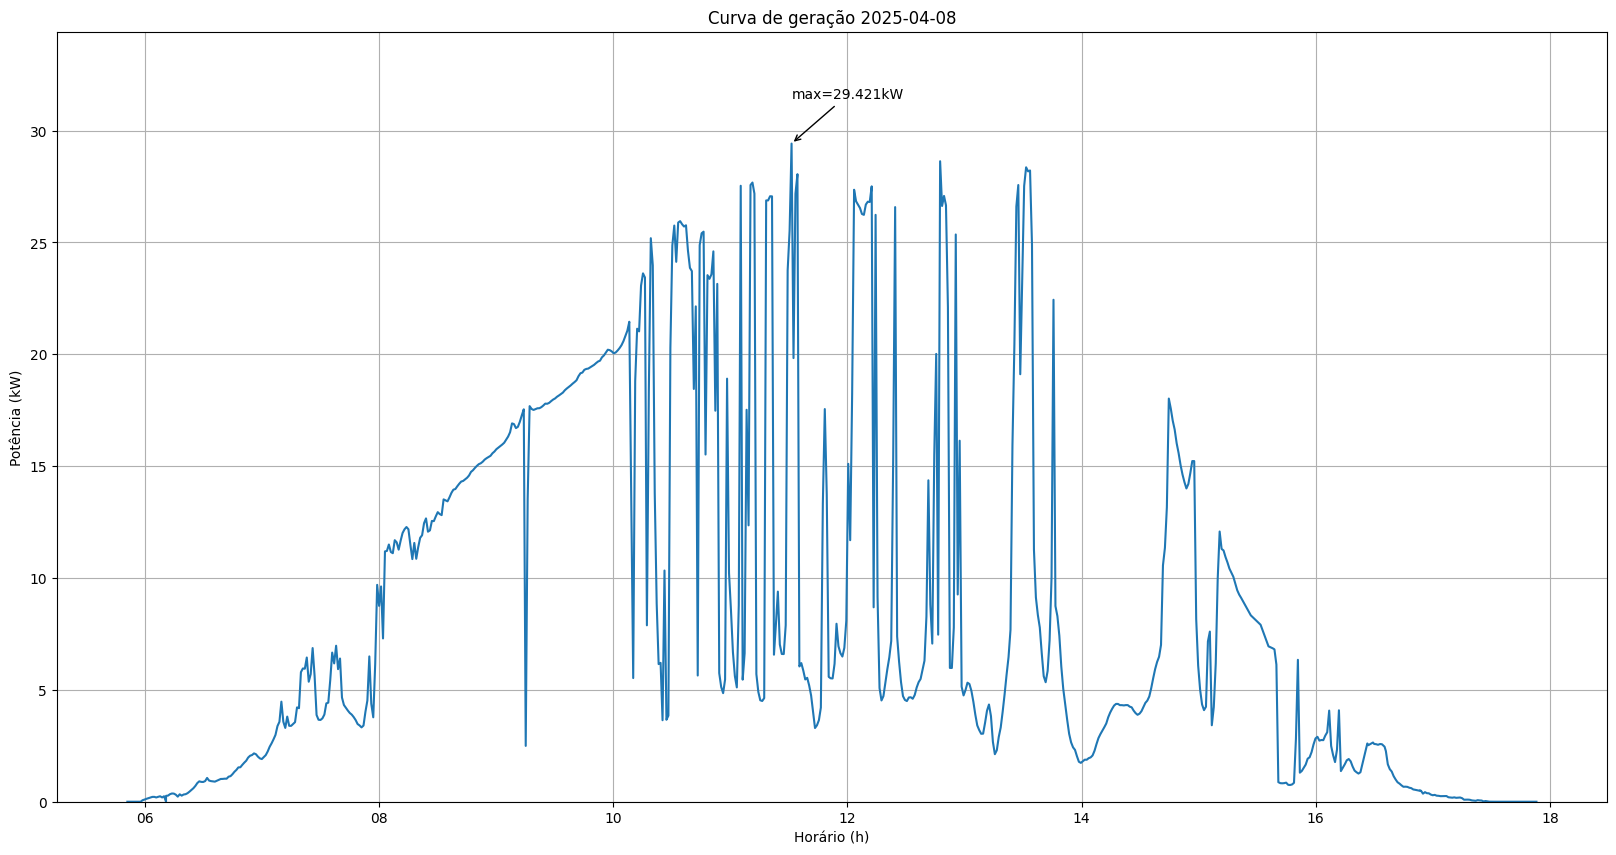 Curva de geração 2025-04-08
max=29.421kW
Potência (kW)
30
25
20
15
10
5
0
06 08 10 12 14 16 18
Horário (h)